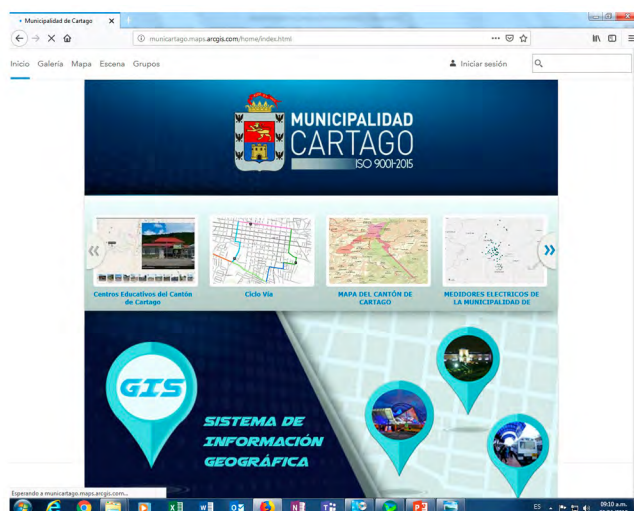 Municipalidad de Cartago
municartago.maps.arcgis.com/home/index.html
Inicio Galería Mapa Escena Grupos
Iniciar sesión
MUNICIPALIDAD
CARTAGO
ISO 9001-2015
Centros Educativos del Cantón
de Cartago
Ciclo Vía
MAPA DEL CANTÓN DE
CARTAGO
MEDIDORES ELECTRICOS DE
LA MUNICIPALIDAD DE
GIS
SISTEMA DE
INFORMACIÓN
GEOGRÁFICA
Esperando a municartago.maps.arcgis.com...
ES
09:10 a.m.